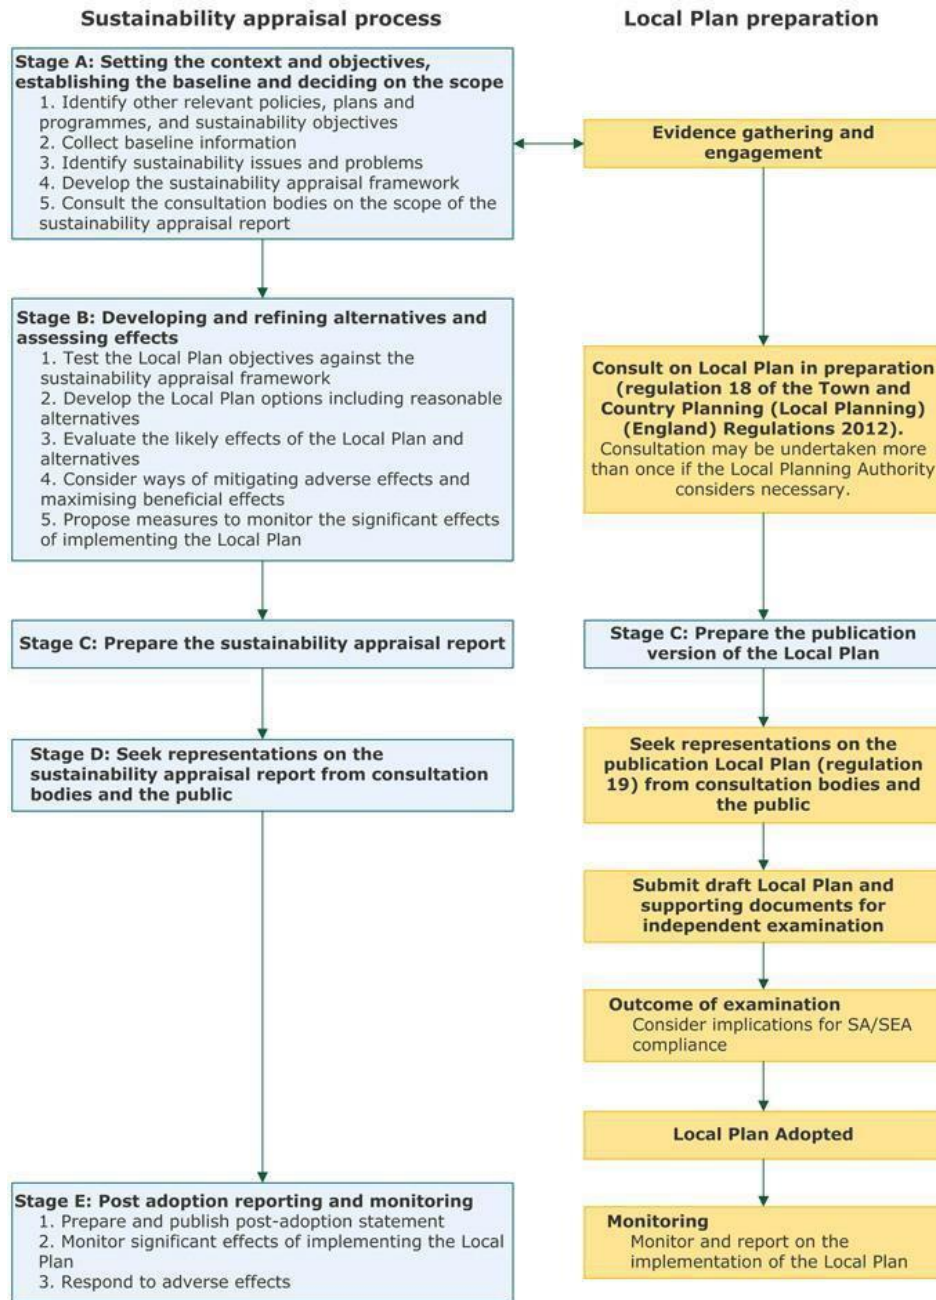 Sustainability appraisal process
Stage A: Setting the context and objectives,
establishing the baseline and deciding on the scope
1. Identify other relevant policies, plans and
programmes, and sustainability objectives
2. Collect baseline information
3. Identify sustainability issues and problems
4. Develop the sustainability appraisal framework
5. Consult the consultation bodies on the scope of the
sustainability appraisal report
Stage B: Developing and refining alternatives and
assessing effects
1. Test the Local Plan objectives against the
sustainability appraisal framework
2. Develop the Local Plan options including reasonable
alternatives
3. Evaluate the likely effects of the Local Plan and
alternatives
4. Consider ways of mitigating adverse effects and
maximising beneficial effects
5. Propose measures to monitor the significant effects
of implementing the Local Plan
Stage C: Prepare the sustainability appraisal report
Stage D: Seek representations on the
sustainability appraisal report from consultation
bodies and the public
Stage E: Post adoption reporting and monitoring
1. Prepare and publish post-adoption statement
2. Monitor significant effects of implementing the Local
Plan
3. Respond to adverse effects
Local Plan preparation
Evidence gathering and
engagement
Consult on Local Plan in preparation
(regulation 18 of the Town and
Country Planning (Local Planning)
(England) Regulations 2012).
Consultation may be undertaken more
than once if the Local Planning Authority
considers necessary.
Stage C: Prepare the publication
version of the Local Plan
Seek representations on the
publication Local Plan (regulation
19) from consultation bodies and
the public
Submit draft Local Plan and
supporting documents for
independent examination
Outcome of examination
Consider implications for SA/SEA
compliance
Local Plan Adopted
Monitoring
Monitor and report on the
implementation of the Local Plan